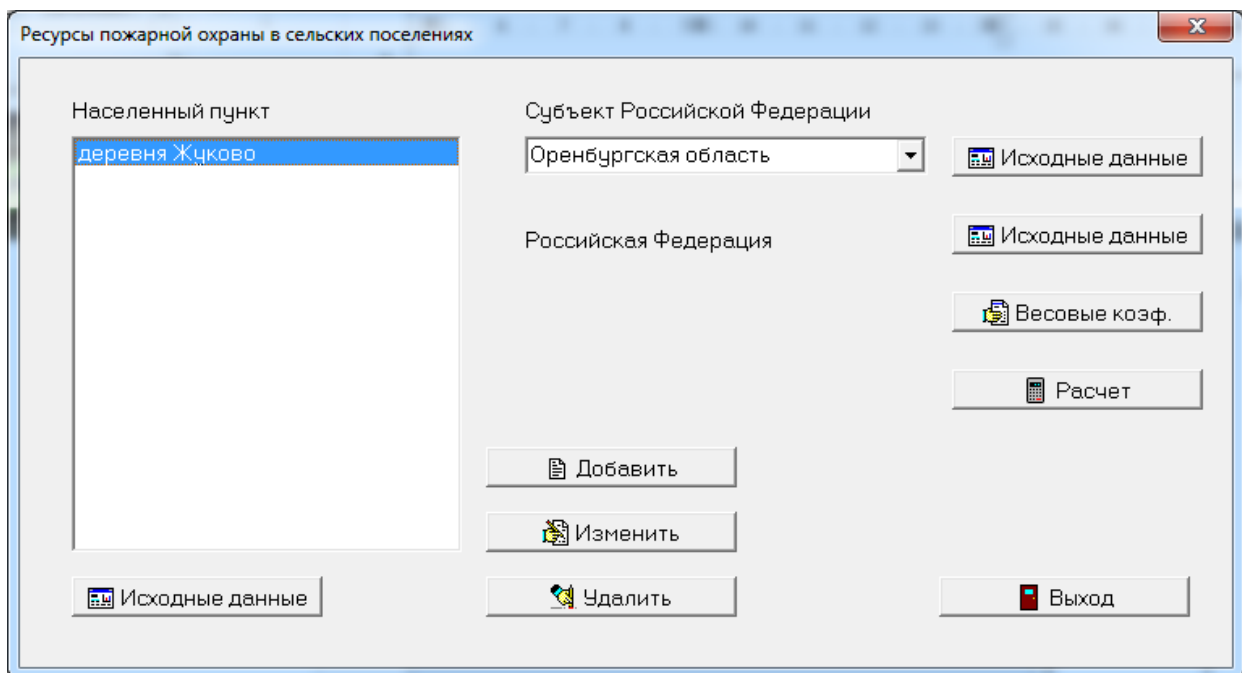 Ресурсы пожарной охраны в сельских поселениях
Населенный пункт
деревня Жуково
Субъект Российской Федерации
Оренбургская область
Исходные данные
Российская Федерация
Исходные данные
Весовые коэф.
Расчет
Добавить
Изменить
Исходные данные
Удалить
Выход